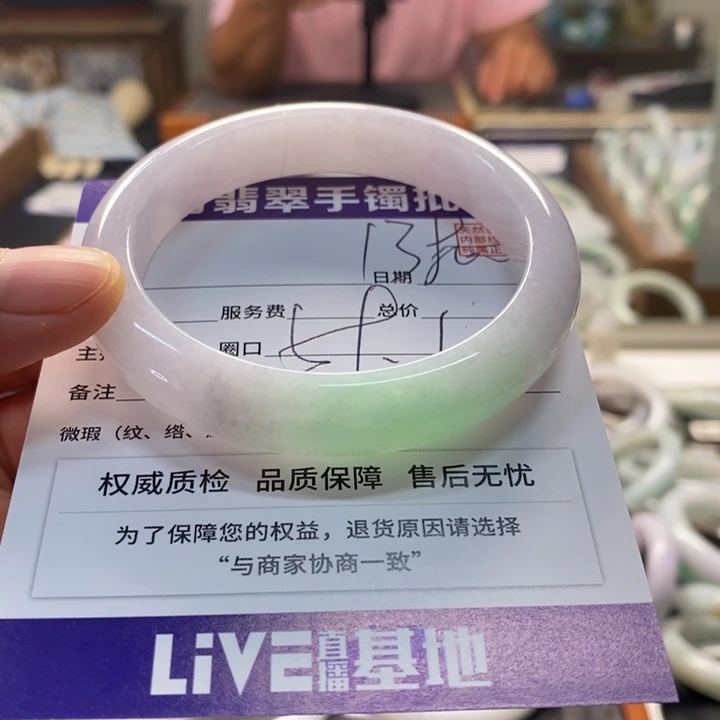 翡翠手镯批
日期
服务费 总价
圈口
备注
微瑕（纹、绺、
权威质检 品质保障 售后无忧
为了保障您的权益，退货原因请选择
“与商家协商一致”
LiVE直播基地